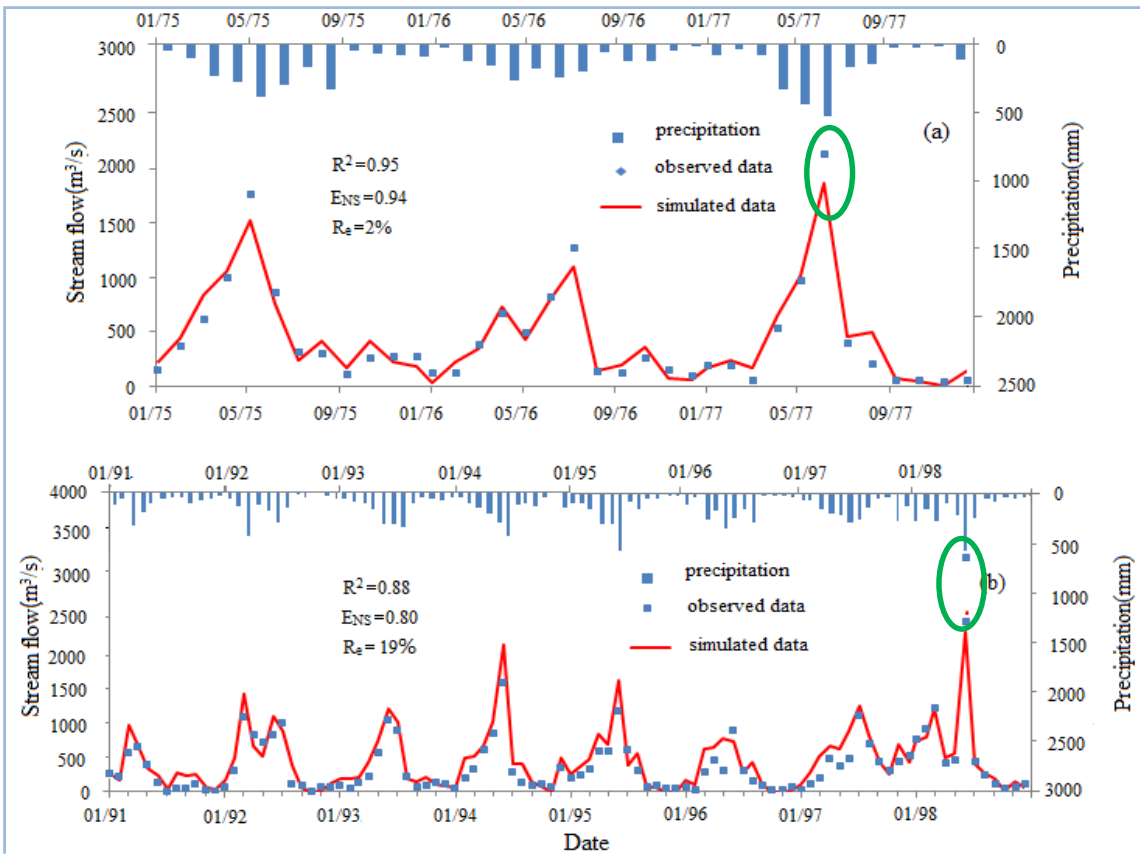 01/75 05/75 09/75 01/76 05/76 09/76 01/77 05/77 09/77
3000 0
2500 500
2000 1000
1500 1500
1000 2000
500
0 2500
Stream flow(m³/s)
Precipitation(mm)
(a)
precipitation
observed data
simulated data
R²=0.95
ENS=0.94
Re=2%
01/75 05/75 09/75 01/76 05/76 09/76 01/77 05/77 09/77
01/91 01/92 01/93 01/94 01/95 01/96 01/97 01/98
4000 0
3500 500
3000 1000
2500 1500
2000 2000
1500 2500
1000
500
0 3000
Stream flow(m³/s)
Precipitation(mm)
(b)
precipitation
observed data
simulated data
R²=0.88
ENS=0.80
Re=19%
01/91 01/92 01/93 01/94 01/95 01/96 01/97 01/98
Date